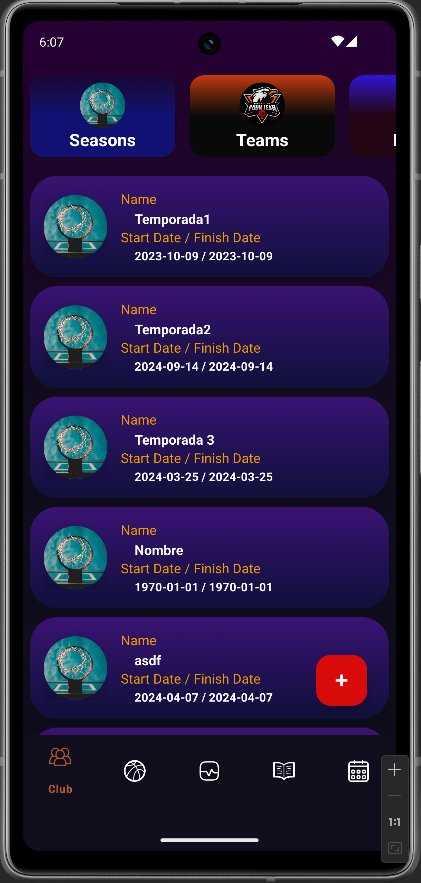 6:07
Seasons
Teams
Name
Temporada1
Start Date / Finish Date
2023-10-09 / 2023-10-09
Name
Temporada2
Start Date / Finish Date
2024-09-14 / 2024-09-14
Name
Temporada 3
Start Date / Finish Date
2024-03-25 / 2024-03-25
Name
Nombre
Start Date / Finish Date
1970-01-01 / 1970-01-01
Name
asdf
Start Date / Finish Date
2024-04-07 / 2024-04-07
+
Club
1:1